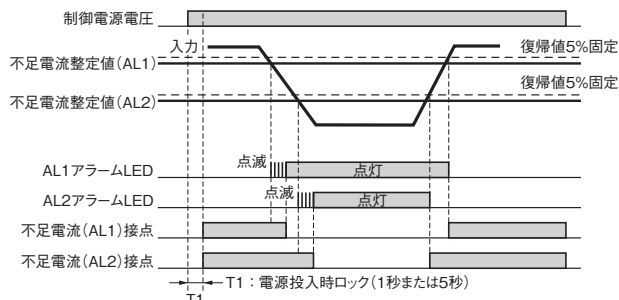 制御電源電圧
入力
復帰値5%固定
不足電流整定値(AL1)
復帰値5%固定
不足電流整定値(AL2)
点滅
AL1アラームLED
点灯
点滅
AL2アラームLED
点灯
不足電流(AL1)接点
不足電流(AL2)接点
T1：電源投入時ロック(1秒または5秒)
T1